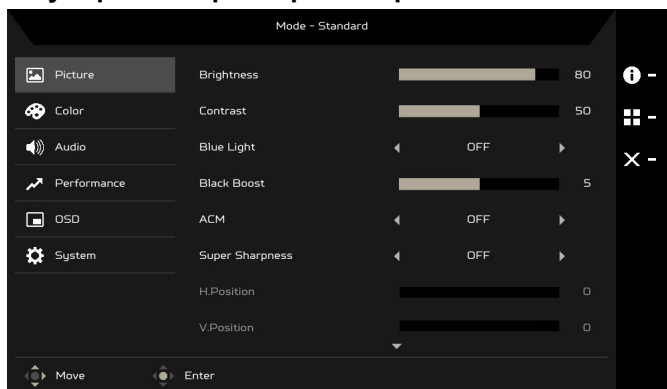 Mode - Standard
Picture
Brightness 80
Color
Contrast 50
Audio
Blue Light OFF
Performance
Black Boost 5
OSD
ACM OFF
System
Super Sharpness OFF
H.Position 0
V.Position 0
Move Enter